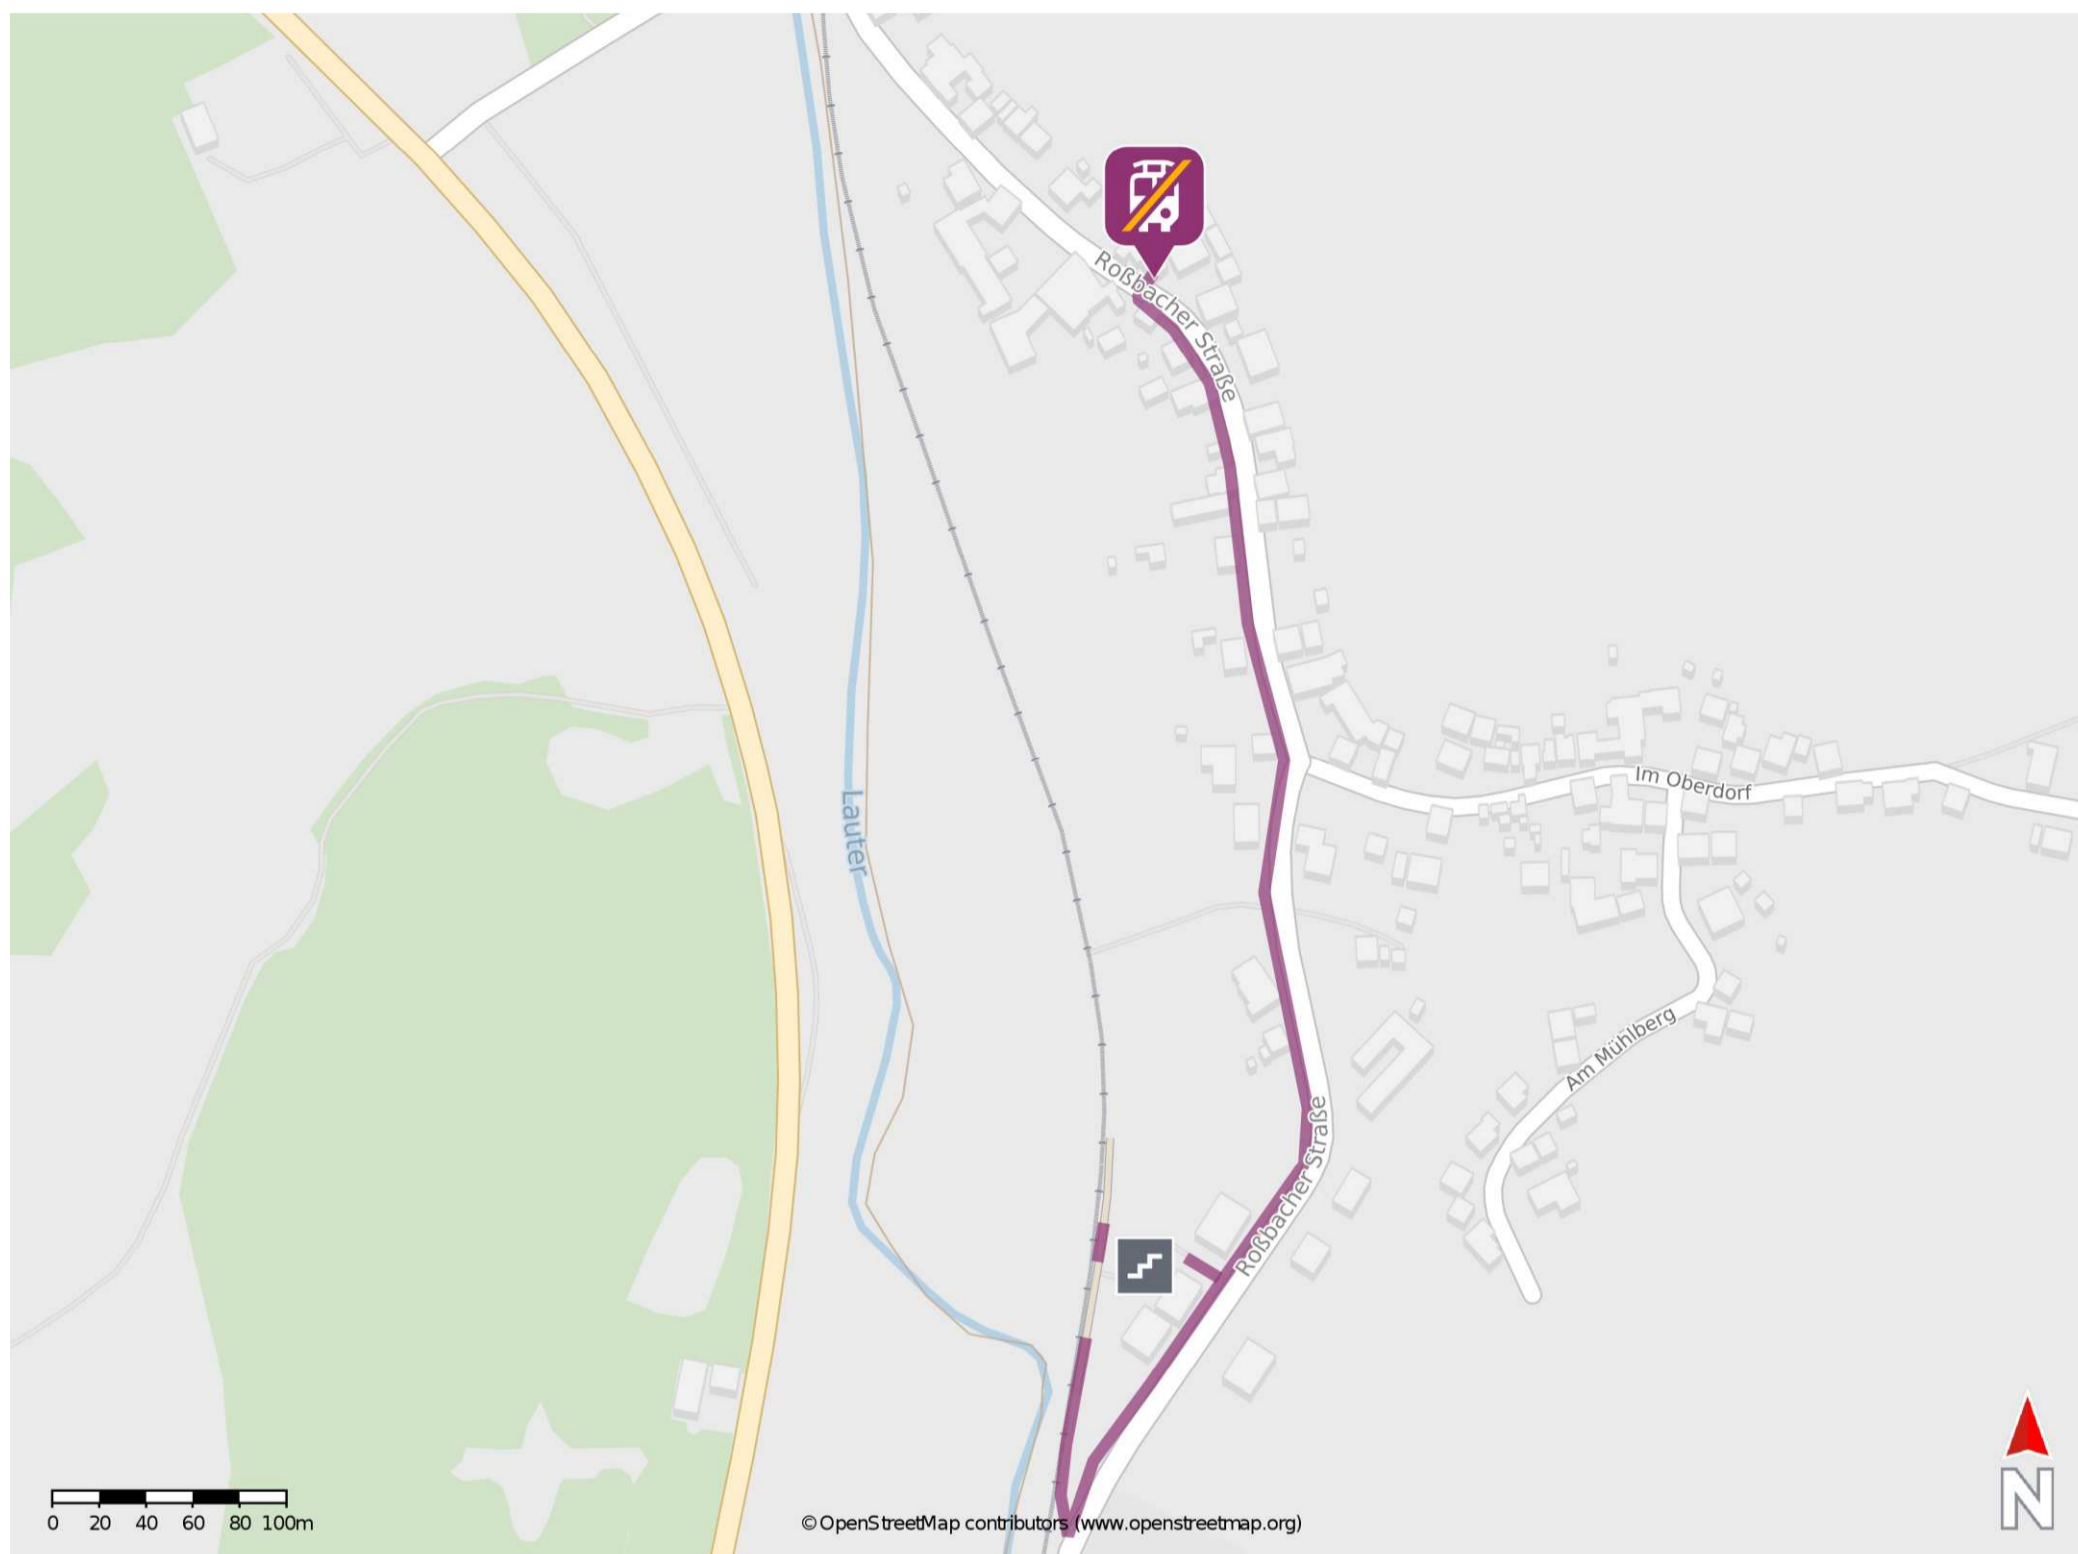 Roßbacher Straße
Im Oberdorf
Lauter
Am Mühlberg
Roßbacher Straße
0 20 40 60 80 100m
© OpenStreetMap contributors (www.openstreetmap.org)
N